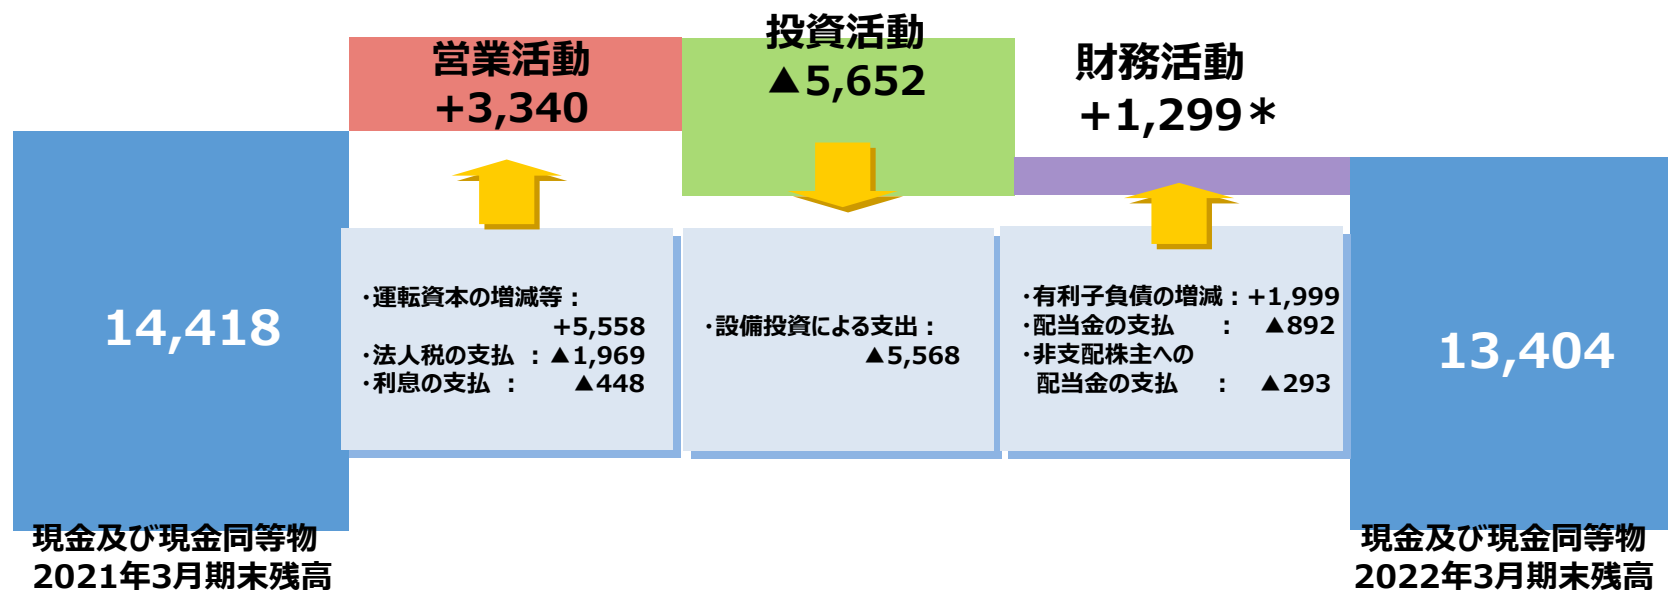 営業活動
+3,340
投資活動
▲5,652
財務活動
+1,299＊
14,418
・運転資本の増減等：
+5,558
・法人税の支払 ：▲1,969
・利息の支払 ： ▲448
・設備投資による支出：
▲5,568
・有利子負債の増減：+1,999
・配当金の支払 ： ▲892
・非支配株主への
配当金の支払 ： ▲293
13,404
現金及び現金同等物
2021年3月期末残高
現金及び現金同等物
2022年3月期末残高